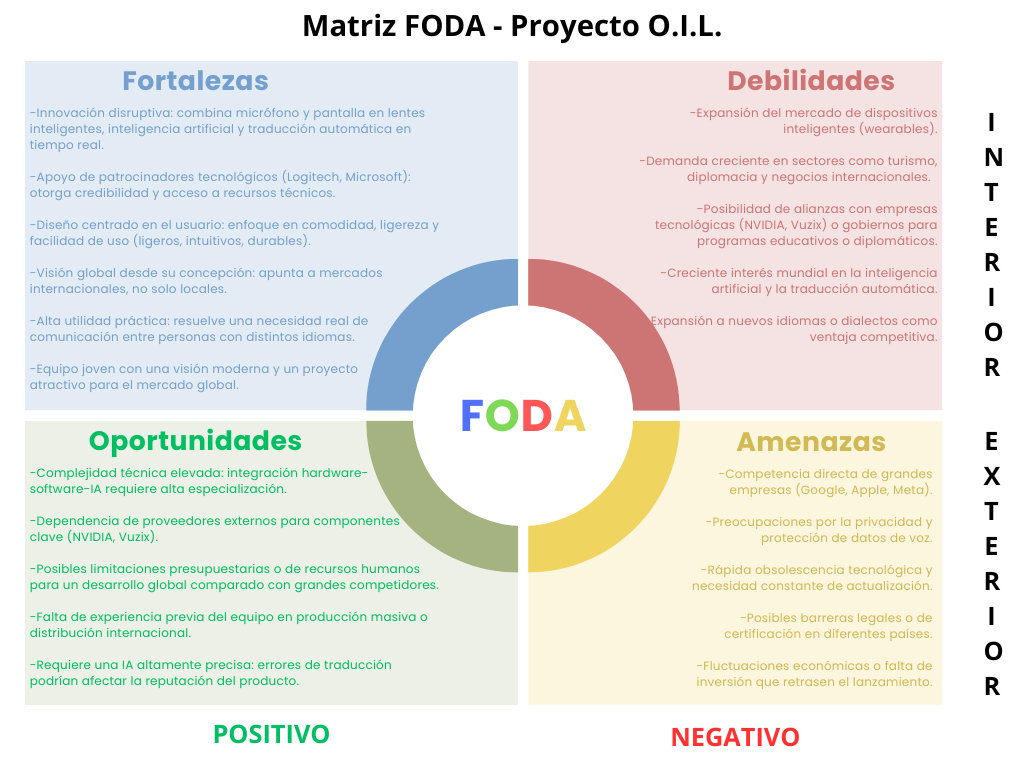 Matriz FODA - Proyecto O.I.L.
Fortalezas
-Innovación disruptiva: combina micrófono y pantalla en lentes
inteligentes, inteligencia artificial y traducción automática en
tiempo real.
-Apoyo de patrocinadores tecnológicos (Logitech, Microsoft):
otorga credibilidad y acceso a recursos técnicos.
-Diseño centrado en el usuario: enfoque en comodidad, ligereza y
facilidad de uso (ligeros, intuitivos, durables).
-Visión global desde su concepción: apunta a mercados
internacionales, no solo locales.
-Alta utilidad práctica: resuelve una necesidad real de
comunicación entre personas con distintos idiomas.
-Equipo joven con una visión moderna y un proyecto
atractivo para el mercado global.
Debilidades
-Expansión del mercado de dispositivos
inteligentes (wearables).
-Demanda creciente en sectores como turismo,
diplomacia y negocios internacionales.
-Posibilidad de alianzas con empresas
tecnológicas (NVIDIA, Vuzix) o gobiernos para
programas educativos o diplomáticos.
-Creciente interés mundial en la inteligencia
artificial y la traducción automática.
Expansión a nuevos idiomas o dialectos como
ventaja competitiva.
INTERIOR
FODA
Oportunidades
-Complejidad técnica elevada: integración hardware-
software-IA requiere alta especialización.
-Dependencia de proveedores externos para componentes
clave (NVIDIA, Vuzix).
-Posibles limitaciones presupuestarias o de recursos humanos
para un desarrollo global comparado con grandes competidores.
-Falta de experiencia previa del equipo en producción masiva o
distribución internacional.
-Requiere una IA altamente precisa: errores de traducción
podrían afectar la reputación del producto.
Amenazas
-Competencia directa de grandes
empresas (Google, Apple, Meta).
-Preocupaciones por la privacidad y
protección de datos de voz.
-Rápida obsolescencia tecnológica y
necesidad constante de actualización.
-Posibles barreras legales o de
certificación en diferentes países.
-Fluctuaciones económicas o falta de
inversión que retrasen el lanzamiento.
EXTERIOR
POSITIVO
NEGATIVO